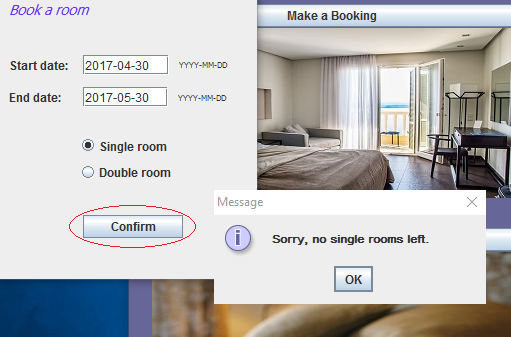 Book a room
Make a Booking
Start date: 2017-04-30 YYYY-MM-DD
End date: 2017-05-30 YYYY-MM-DD
Single room
Double room
Confirm
Message
Sorry, no single rooms left.
OK